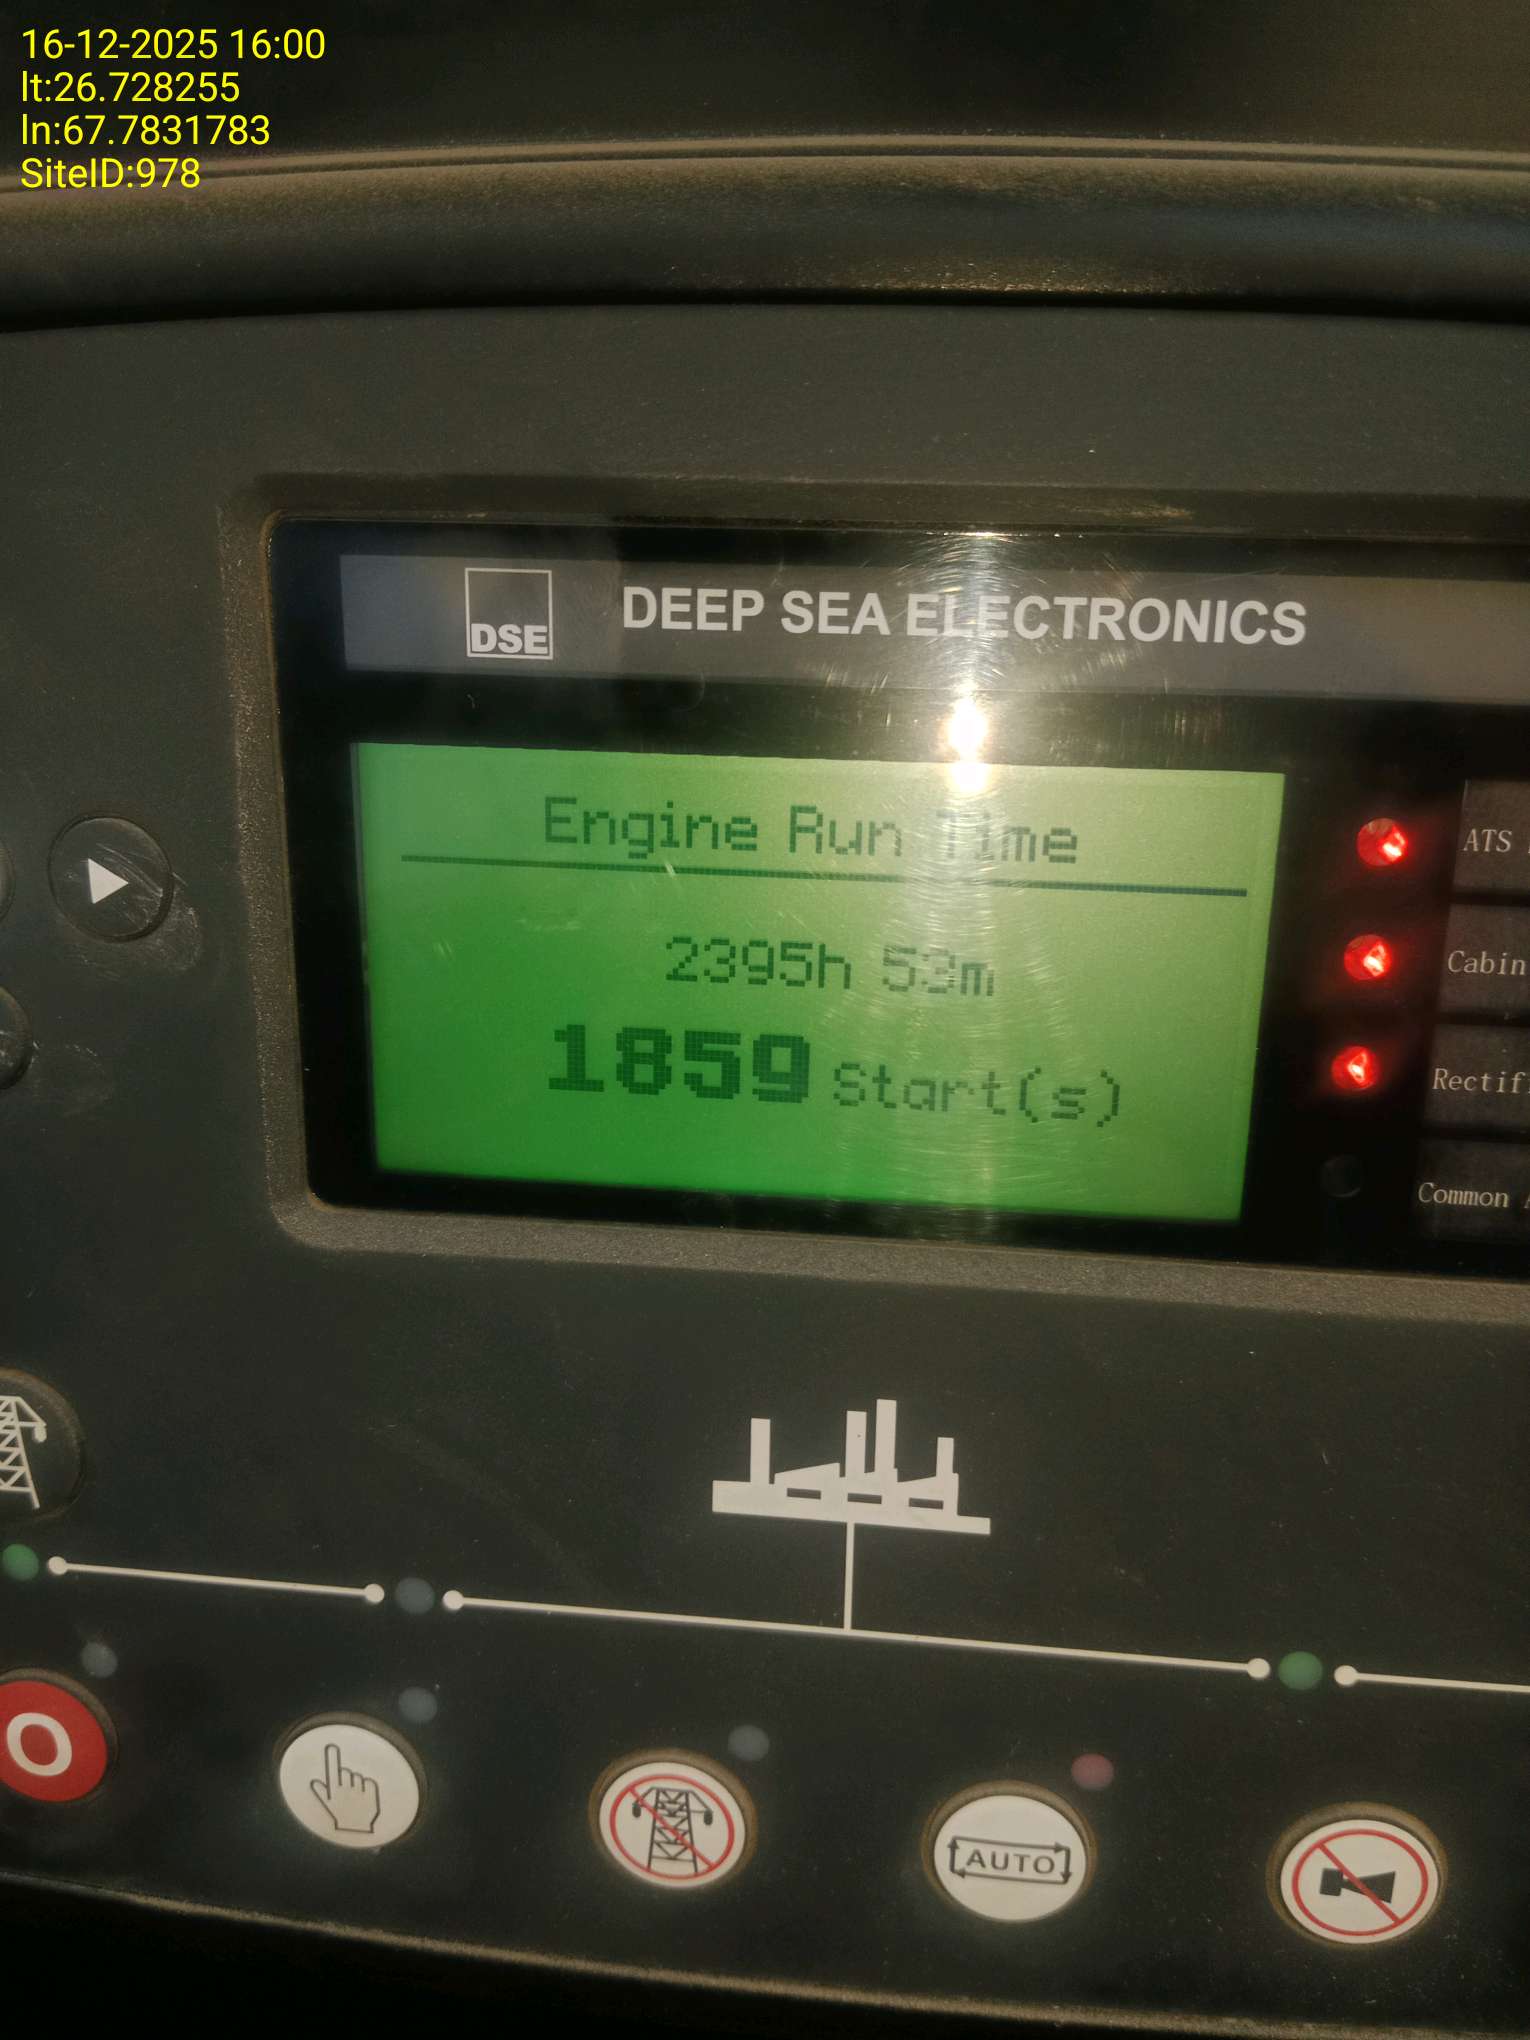 16-12-2025 16:00
lt:26.728255
ln:67.7831783
SiteID:978
DSE
DEEP SEA ELECTRONICS
Engine Run Time
2395h 53m
1859 Start(s)
ATS
Cabin
Rectif
Common
AUTO